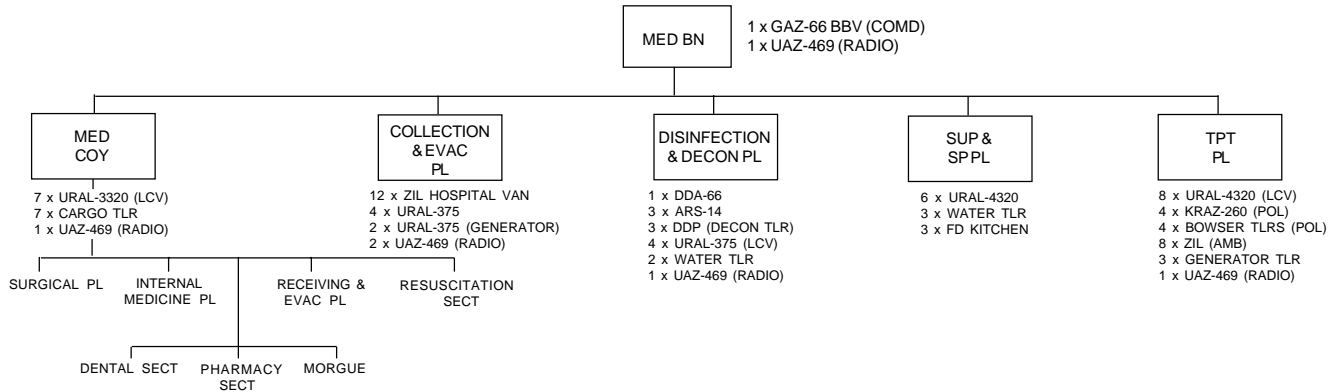 MED BN
1 x GAZ-66 BBV (COMD)
1 x UAZ-469 (RADIO)
MED
COY
7 x URAL-3320 (LCV)
7 x CARGO TLR
1 x UAZ-469 (RADIO)
COLLECTION
& EVAC
PL
12 x ZIL HOSPITAL VAN
4 x URAL-375
2 x URAL-375 (GENERATOR)
2 x UAZ-469 (RADIO)
DISINFECTION
& DECON PL
1 x DDA-66
3 x ARS-14
3 x DDP (DECON TLR)
4 x URAL-375 (LCV)
2 x WATER TLR
1 x UAZ-469 (RADIO)
SUP &
SP PL
6 x URAL-4320
3 x WATER TLR
3 x FD KITCHEN
TPT
PL
8 x URAL-4320 (LCV)
4 x KRAZ-260 (POL)
4 x BOWSER TLRS (POL)
8 x ZIL (AMB)
3 x GENERATOR TLR
1 x UAZ-469 (RADIO)
SURGICAL PL
INTERNAL
MEDICINE PL
RECEIVING &
EVAC PL
RESUSCITATION
SECT
DENTAL SECT
PHARMACY
SECT
MORGUE